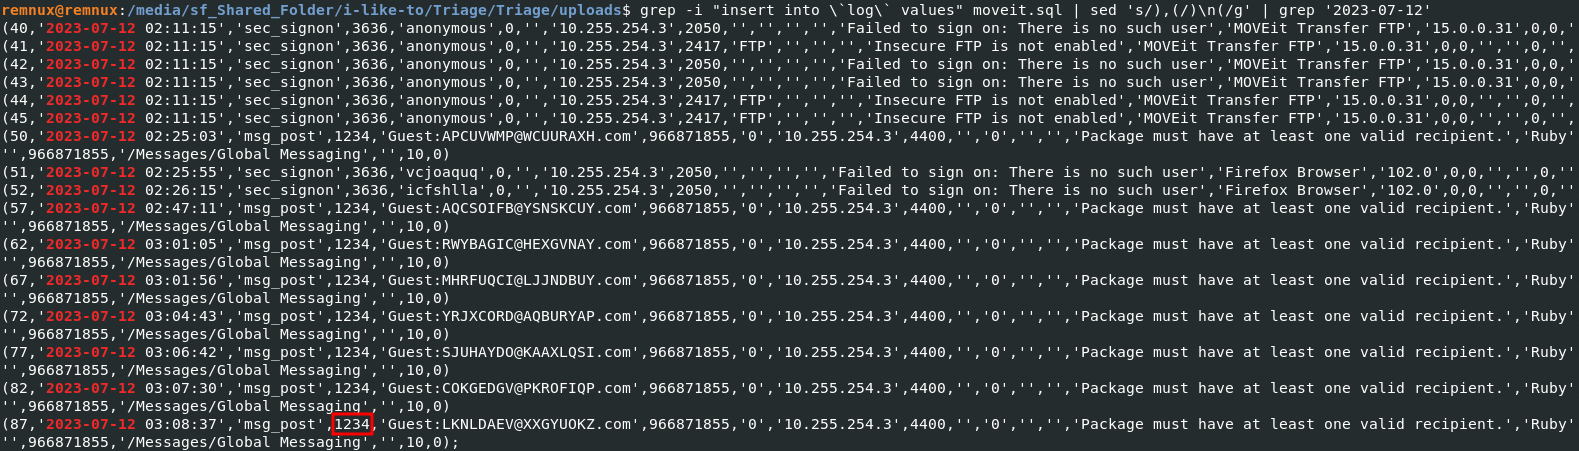 remnux@remnux:/media/sf_Shared_Folder/i-like-to/Triage/Triage/uploads$ grep -i "insert into \`log\` values" moveit.sql | sed 's/),(/)\n(/g' | grep '2023-07-12'
(40,'2023-07-12 02:11:15','sec_signon',3636,'anonymous',0,'','10.255.254.3',2050,'','','','','Failed to sign on: There is no such user','MOVEit Transfer FTP','15.0.0.31',0,0,'
(41,'2023-07-12 02:11:15','sec_signon',3636,'anonymous',0,'','10.255.254.3',2417,'FTP','','','','Insecure FTP is not enabled','MOVEit Transfer FTP','15.0.0.31',0,0,'','',0,'',
(42,'2023-07-12 02:11:15','sec_signon',3636,'anonymous',0,'','10.255.254.3',2050,'','','','','Failed to sign on: There is no such user','MOVEit Transfer FTP','15.0.0.31',0,0,'
(43,'2023-07-12 02:11:15','sec_signon',3636,'anonymous',0,'','10.255.254.3',2050,'','','','','Failed to sign on: There is no such user','MOVEit Transfer FTP','15.0.0.31',0,0,'
(44,'2023-07-12 02:11:15','sec_signon',3636,'anonymous',0,'','10.255.254.3',2417,'FTP','','','','Insecure FTP is not enabled','MOVEit Transfer FTP','15.0.0.31',0,0,'','',0,'',
(45,'2023-07-12 02:11:15','sec_signon',3636,'anonymous',0,'','10.255.254.3',2417,'FTP','','','','Insecure FTP is not enabled','MOVEit Transfer FTP','15.0.0.31',0,0,'','',0,'',
(50,'2023-07-12 02:25:03','msg_post',1234,'Guest:APCUVWMP@WCUURAXH.com',966871855,'0','10.255.254.3',4400,'','0','','','Package must have at least one valid recipient.','Ruby'
'',966871855,'/Messages/Global Messaging','',10,0)
(51,'2023-07-12 02:25:55','sec_signon',3636,'vcjoaquq',0,'','10.255.254.3',2050,'','','','','Failed to sign on: There is no such user','Firefox Browser','102.0',0,0,'','',0,''
(52,'2023-07-12 02:26:15','sec_signon',3636,'icfshlla',0,'','10.255.254.3',2050,'','','','','Failed to sign on: There is no such user','Firefox Browser','102.0',0,0,'','',0,''
(57,'2023-07-12 02:47:11','msg_post',1234,'Guest:AQCSOIFB@YSNSKCUY.com',966871855,'0','10.255.254.3',4400,'','0','','','Package must have at least one valid recipient.','Ruby'
'',966871855,'/Messages/Global Messaging','',10,0)
(62,'2023-07-12 03:01:05','msg_post',1234,'Guest:RWYBAGIC@HEXGVNAY.com',966871855,'0','10.255.254.3',4400,'','0','','','Package must have at least one valid recipient.','Ruby'
'',966871855,'/Messages/Global Messaging','',10,0)
(67,'2023-07-12 03:01:56','msg_post',1234,'Guest:MHRFUQCI@LJJNDBUY.com',966871855,'0','10.255.254.3',4400,'','0','','','Package must have at least one valid recipient.','Ruby'
'',966871855,'/Messages/Global Messaging','',10,0)
(72,'2023-07-12 03:04:43','msg_post',1234,'Guest:YRJXCORD@AQBURYAP.com',966871855,'0','10.255.254.3',4400,'','0','','','Package must have at least one valid recipient.','Ruby'
'',966871855,'/Messages/Global Messaging','',10,0)
(77,'2023-07-12 03:06:42','msg_post',1234,'Guest:SJUHAYDO@KAAXLQSI.com',966871855,'0','10.255.254.3',4400,'','0','','','Package must have at least one valid recipient.','Ruby'
'',966871855,'/Messages/Global Messaging','',10,0)
(82,'2023-07-12 03:07:30','msg_post',1234,'Guest:COKGEDGV@PKROFIQP.com',966871855,'0','10.255.254.3',4400,'','0','','','Package must have at least one valid recipient.','Ruby'
'',966871855,'/Messages/Global Messaging','',10,0)
(87,'2023-07-12 03:08:37','msg_post',1234,'Guest:LKNLDAEV@XXGYUOKZ.com',966871855,'0','10.255.254.3',4400,'','0','','','Package must have at least one valid recipient.','Ruby'
'',966871855,'/Messages/Global Messaging','',10,0);